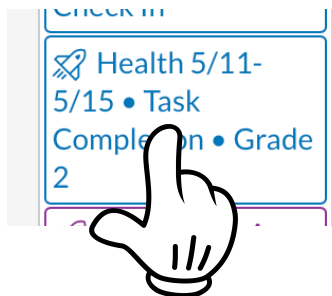 Check In
Health 5/11-
5/15 • Task
• Grade
2